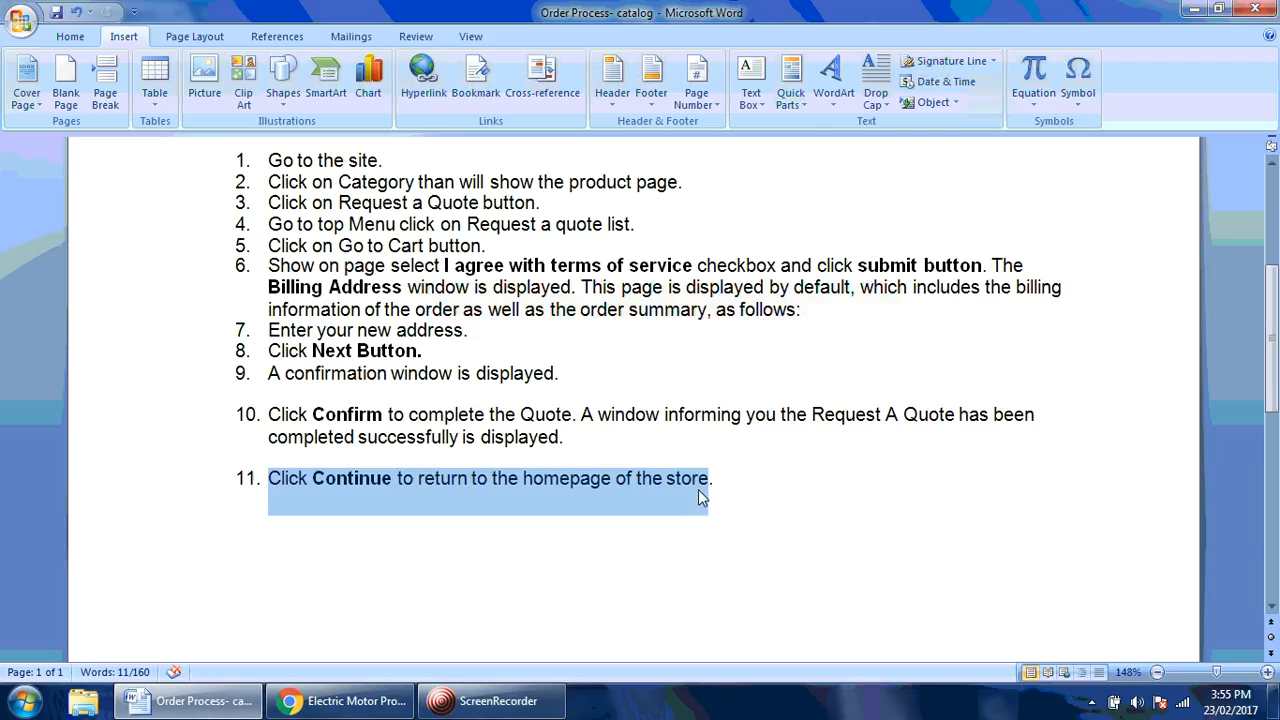 Order Process- catalog - Microsoft Word
Home Insert Page Layout References Mailings Review View
Cover Page Blank Page Page Break
Table
Picture Clip Art Shapes SmartArt Chart
Hyperlink Bookmark Cross-reference
Header Footer Page Number
Text Box Quick Parts WordArt Drop Cap
Signature Line
Date & Time
Object
Equation Symbol
Pages Tables Illustrations Links Header & Footer Text Symbols
1. Go to the site.
2. Click on Category than will show the product page.
3. Click on Request a Quote button.
4. Go to top Menu click on Request a quote list.
5. Click on Go to Cart button.
6. Show on page select I agree with terms of service checkbox and click submit button. The
Billing Address window is displayed. This page is displayed by default, which includes the billing
information of the order as well as the order summary, as follows:
7. Enter your new address.
8. Click Next Button.
9. A confirmation window is displayed.
10. Click Confirm to complete the Quote. A window informing you the Request A Quote has been
completed successfully is displayed.
11. Click Continue to return to the homepage of the store.
Page: 1 of 1 Words: 11/160 148%
Order Process- ca... Electric Motor Pro... ScreenRecorder
3:55 PM
23/02/2017